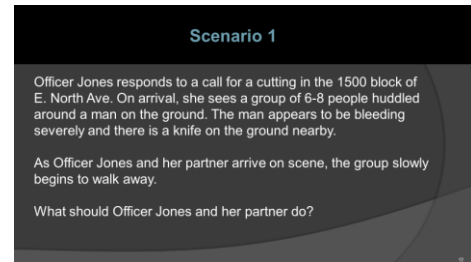 Scenario 1
Officer Jones responds to a call for a cutting in the 1500 block of
E. North Ave. On arrival, she sees a group of 6-8 people huddled
around a man on the ground. The man appears to be bleeding
severely and there is a knife on the ground nearby.
As Officer Jones and her partner arrive on scene, the group slowly
begins to walk away.
What should Officer Jones and her partner do?